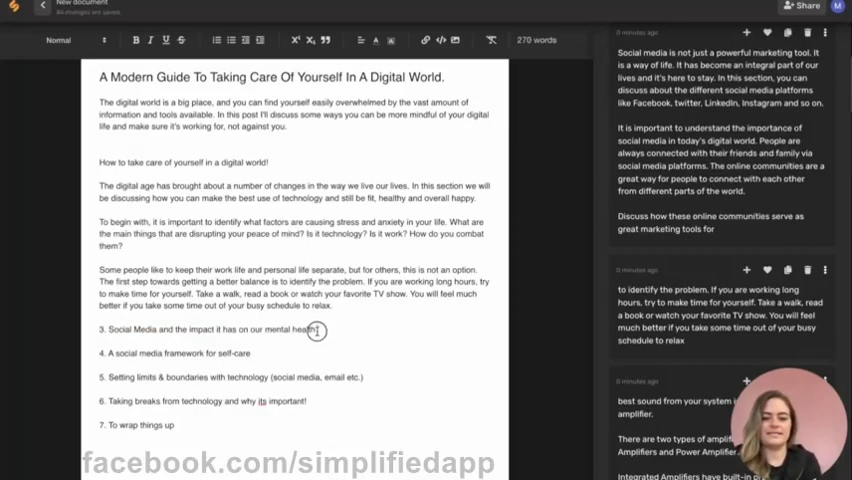 New document
All changes are saved.
Share
M
Normal
B I U S
X² X₂
A A
270 words
A Modern Guide To Taking Care Of Yourself In A Digital World.
The digital world is a big place, and you can find yourself easily overwhelmed by the vast amount of
information and tools available. In this post I'll discuss some ways you can be more mindful of your digital
life and make sure it's working for, not against you.
How to take care of yourself in a digital world!
The digital age has brought about a number of changes in the way we live our lives. In this section we will
be discussing how you can make the best use of technology and still be fit, healthy and overall happy.
To begin with, it is important to identify what factors are causing stress and anxiety in your life. What are
the main things that are disrupting your peace of mind? Is it technology? Is it work? How do you combat
them?
Some people like to keep their work life and personal life separate, but for others, this is not an option.
The first step towards getting a better balance is to identify the problem. If you are working long hours, try
to make time for yourself. Take a walk, read a book or watch your favorite TV show. You will feel much
better if you take some time out of your busy schedule to relax.
3. Social Media and the impact it has on our mental health
4. A social media framework for self-care
5. Setting limits & boundaries with technology (social media, email etc.)
6. Taking breaks from technology and why its important!
7. To wrap things up
facebook.com/simplifiedapp
0 minutes ago
Social media is not just a powerful marketing tool. It
is a way of life. It has become an integral part of our
lives and it's here to stay. In this section, you can
discuss about the different social media platforms
like Facebook, twitter, LinkedIn, Instagram and so on.
It is important to understand the importance of
social media in today's digital world. People are
always connected with their friends and family via
social media platforms. The online communities are a
great way for people to connect with each other
from different parts of the world.
Discuss how these online communities serve as
great marketing tools for
0 minutes ago
to identify the problem. If you are working long
hours, try to make time for yourself. Take a walk, read
a book or watch your favorite TV show. You will feel
much better if you take some time out of your busy
schedule to relax
0 minutes ago
best sound from your system
amplifier.
There are two types of
Amplifiers and Power Amplifier.
Integrated Amplifiers have built-in